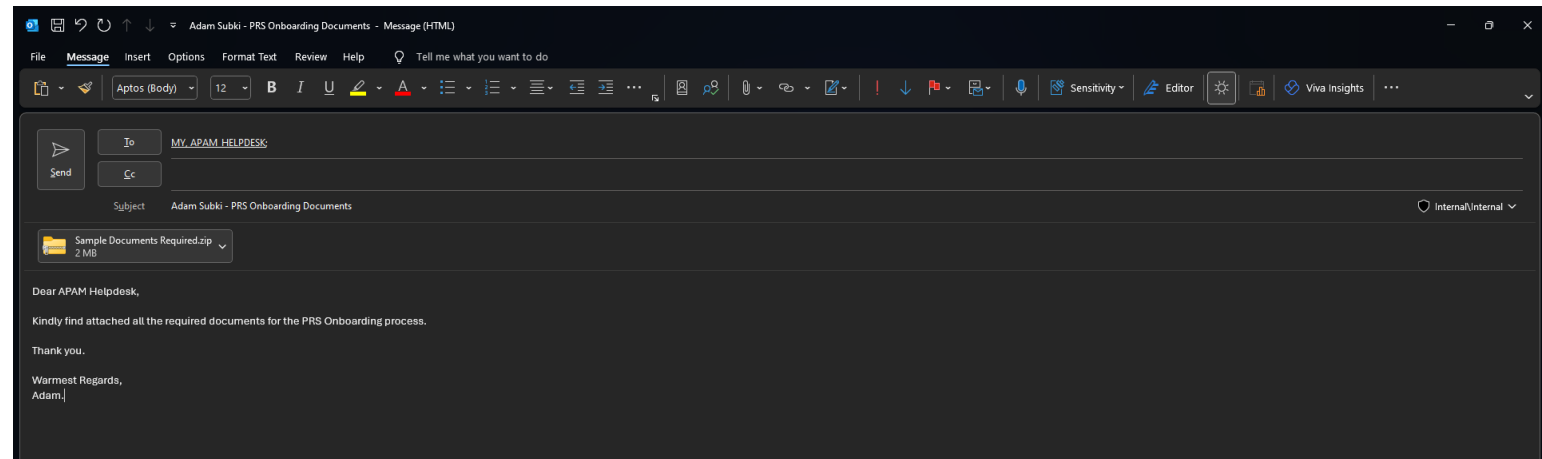 Adam Subki - PRS Onboarding Documents - Message (HTML)
File Message Insert Options Format Text Review Help Tell me what you want to do
Aptos (Body) 12 B I U A Sensitivity Editor Viva Insights
To MY, APAM HELPDESK;
Send Cc
Subject Adam Subki - PRS Onboarding Documents Internal\Internal
Sample Documents Required.zip
2 MB
Dear APAM Helpdesk,
Kindly find attached all the required documents for the PRS Onboarding process.
Thank you.
Warmest Regards,
Adam.